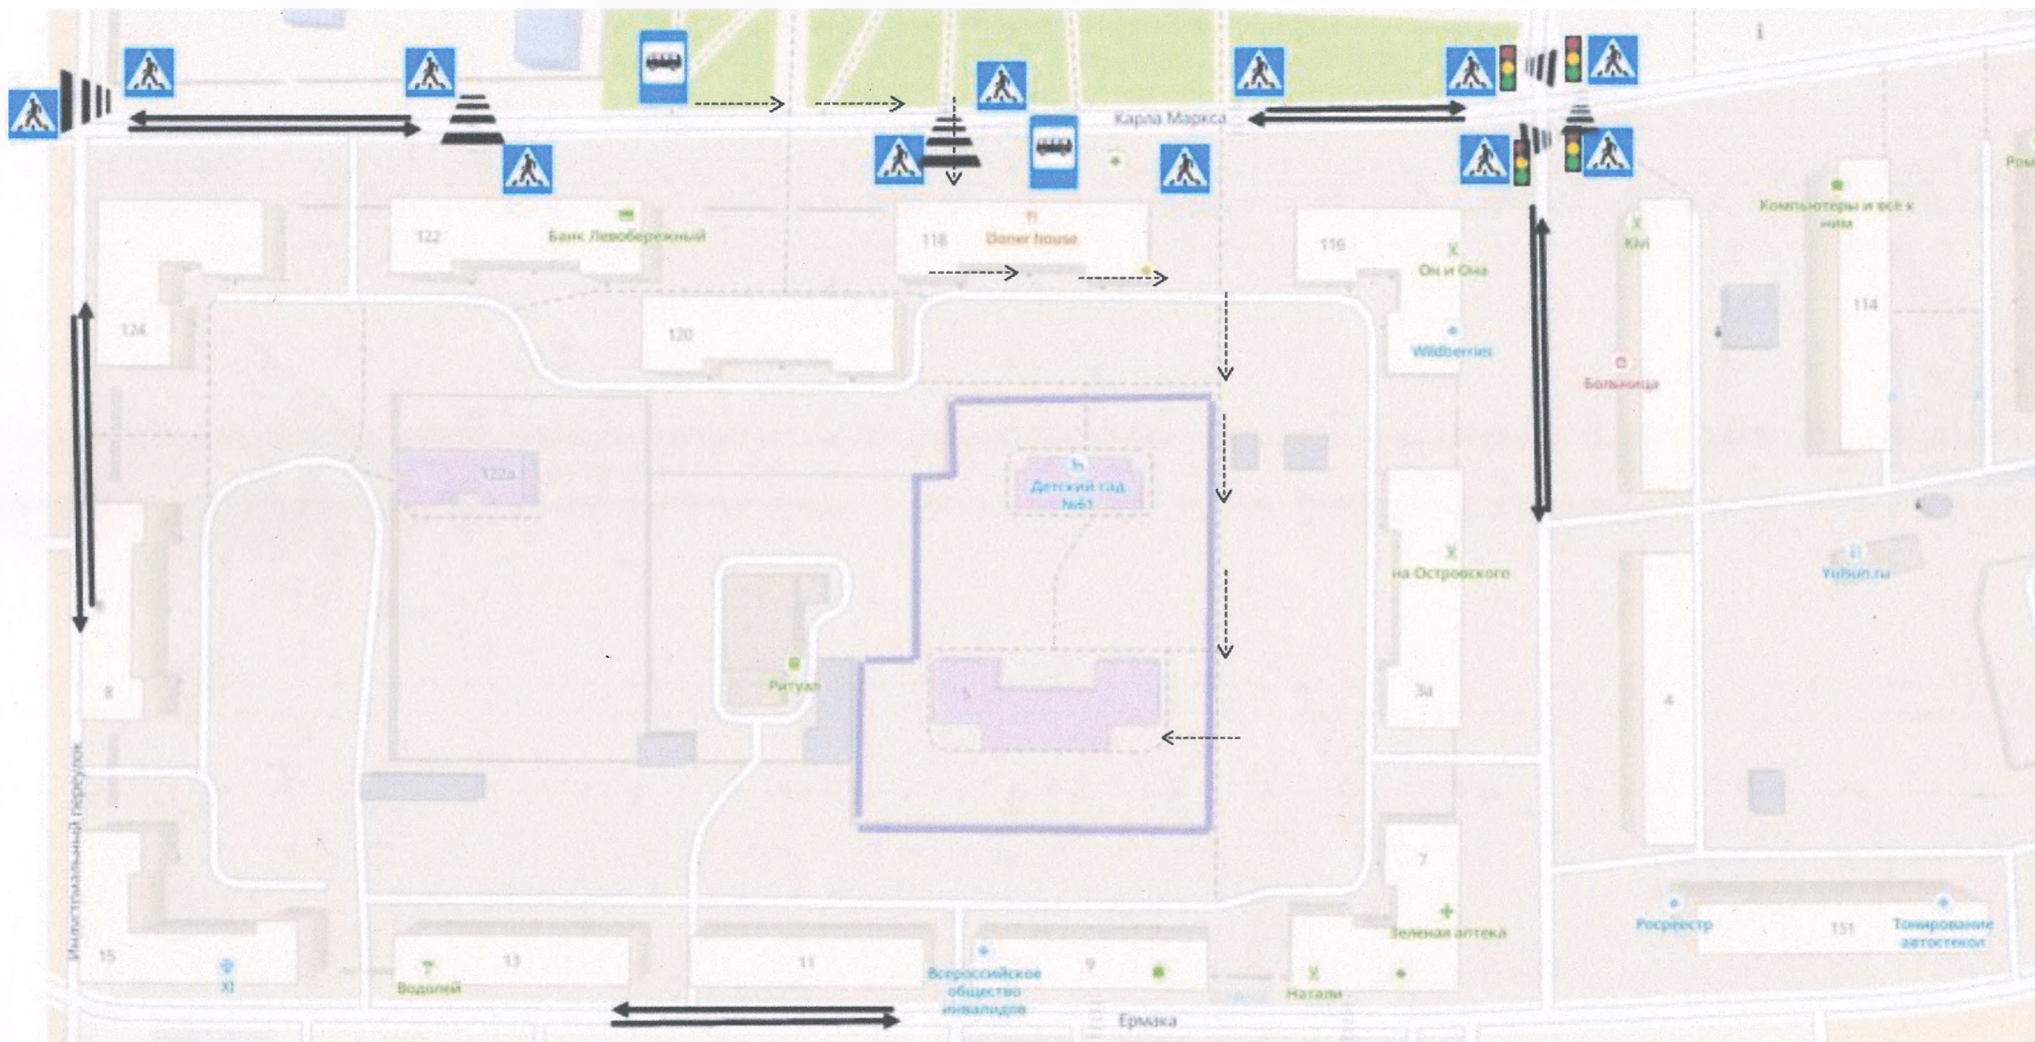 i
Карла Маркса
122
Банк Левобережный
118
Doner house
116
Он и Она
Kivi
Компьютеры и всё к
ним
124
120
114
Wildberries
Больница
122а
Детский сад
№61
на Островского
Yulsun.ru
Ритуал
8
5
3а
4
Индустриальный переулок
7
Зеленая аптека
Росреестр
151
Тонирование
автостекол
15
XI
Водолей
13
11
Всероссийское
общество
инвалидов
9
Натали
Ермака